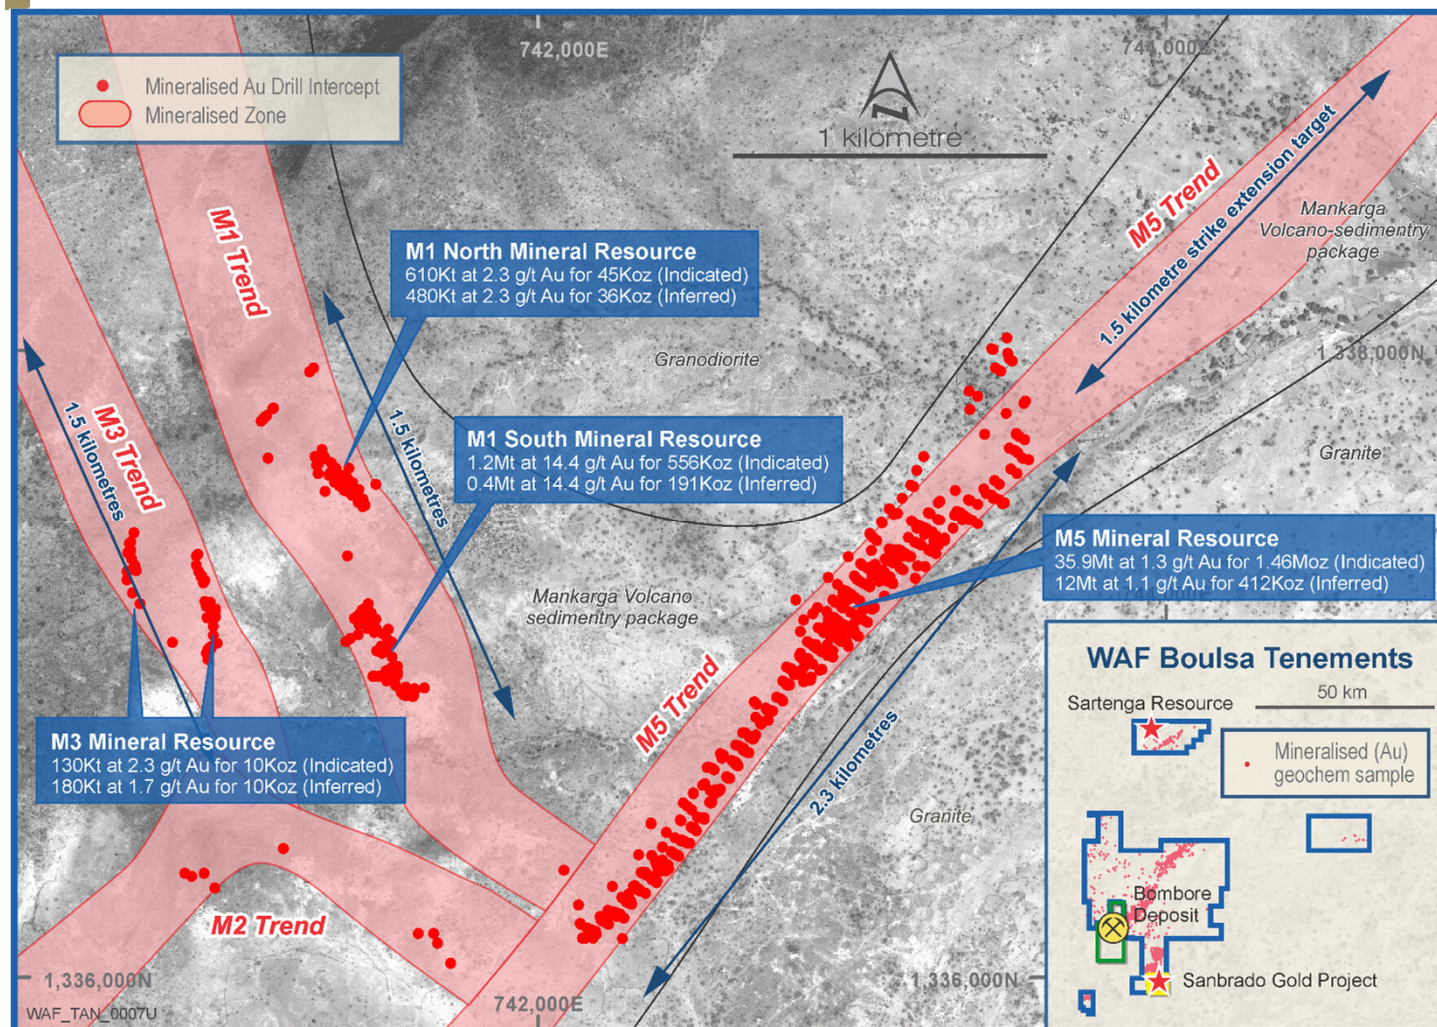 742,000E
744,000E
Mineralised Au Drill Intercept
Mineralised Zone
N
1 kilometre
M5 Trend
1.5 kilometre strike extension target
Mankarga
Volcano-sedimentry
package
M1 Trend
M1 North Mineral Resource
610Kt at 2.3 g/t Au for 45Koz (Indicated)
480Kt at 2.3 g/t Au for 36Koz (Inferred)
Granodiorite
1,338,000N
M3 Trend
1.5 kilometres
1.5 kilometres
M1 South Mineral Resource
1.2Mt at 14.4 g/t Au for 556Koz (Indicated)
0.4Mt at 14.4 g/t Au for 191Koz (Inferred)
Granite
M5 Mineral Resource
35.9Mt at 1.3 g/t Au for 1.46Moz (Indicated)
12Mt at 1.1 g/t Au for 412Koz (Inferred)
Mankarga Volcano
sedimentry package
M5 Trend
2.3 kilometres
Granite
M3 Mineral Resource
130Kt at 2.3 g/t Au for 10Koz (Indicated)
180Kt at 1.7 g/t Au for 10Koz (Inferred)
M2 Trend
1,336,000N
742,000E
1,336,000N
WAF_TAN_0007U
WAF Boulsa Tenements
Sartenga Resource
50 km
Mineralised (Au)
geochem sample
Bombore
Deposit
Sanbrado Gold Project